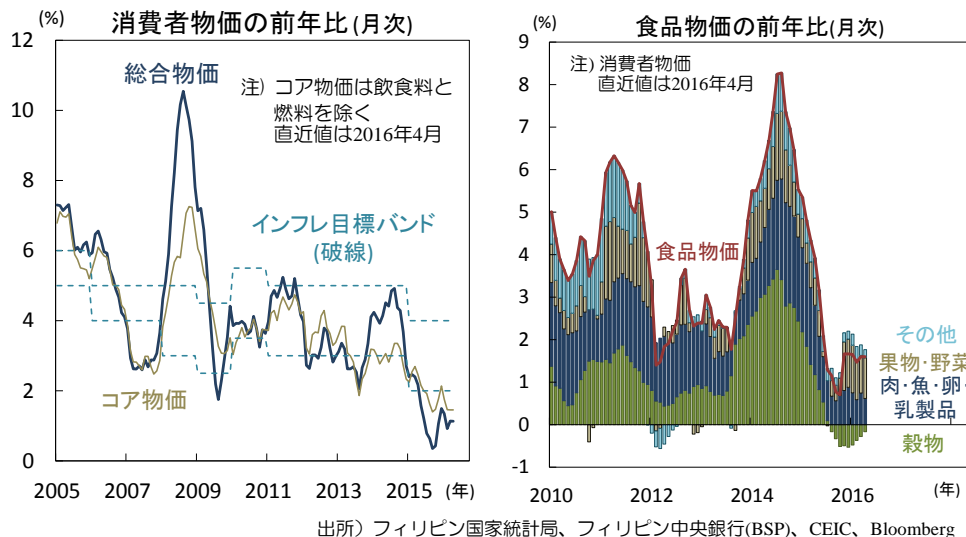 消費者物価の前年比(月次)
(%)
12
10
8
6
4
2
0
総合物価
注） コア物価は飲食料と
燃料を除く
直近値は2016年4月
インフレ目標バンド
(破線)
コア物価
2005
2007
2009
2011
2013
2015
(年)
食品物価の前年比(月次)
(%)
9
8
7
6
5
4
3
2
1
0
-1
注) 消費者物価
直近値は2016年4月
食品物価
その他
果物・野菜
肉・魚・卵・
乳製品
穀物
2010
2012
2014
2016
(年)
出所）フィリピン国家統計局、フィリピン中央銀行(BSP)、CEIC、Bloomberg